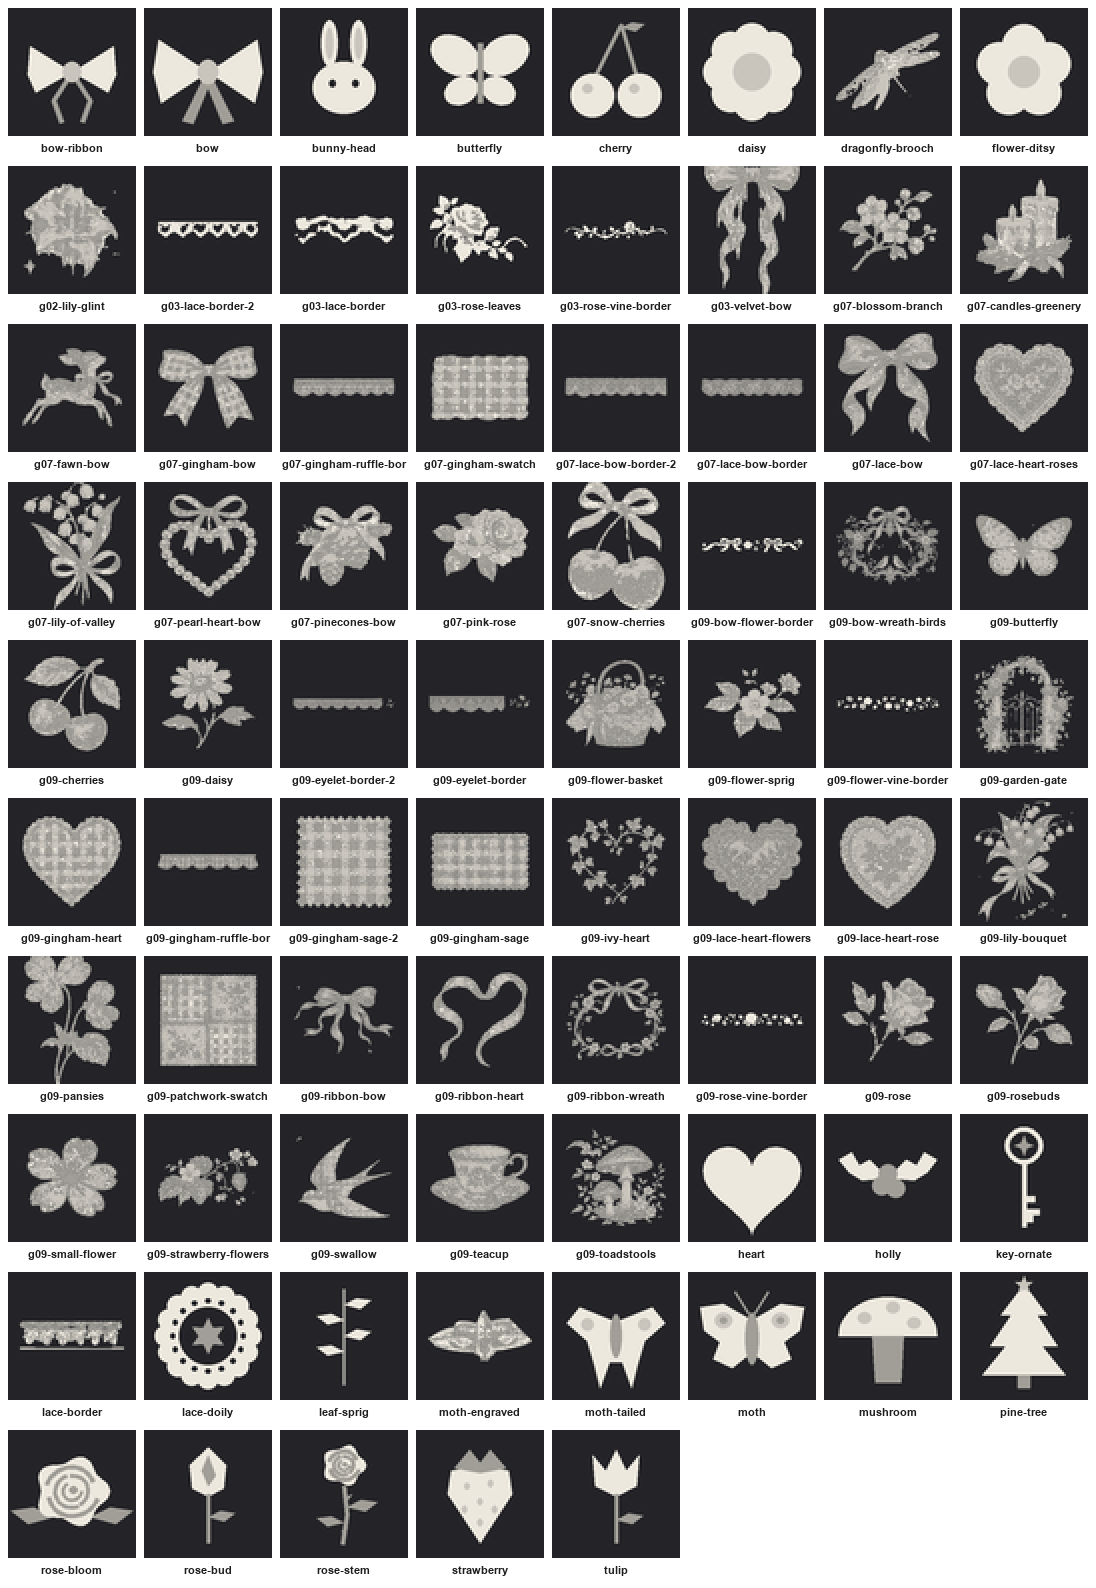 bow-ribbon bow bunny-head butterfly cherry daisy dragonfly-brooch flower-ditsy
g02-lily-glint g03-lace-border-2 g03-lace-border g03-rose-leaves g03-rose-vine-border g03-velvet-bow g07-blossom-branch g07-candles-greenery
g07-fawn-bow g07-gingham-bow g07-gingham-ruffle-bor g07-gingham-swatch g07-lace-bow-border-2 g07-lace-bow-border g07-lace-bow g07-lace-heart-roses
g07-lily-of-valley g07-pearl-heart-bow g07-pinecones-bow g07-pink-rose g07-snow-cherries g09-bow-flower-border g09-bow-wreath-birds g09-butterfly
g09-cherries g09-daisy g09-eyelet-border-2 g09-eyelet-border g09-flower-basket g09-flower-sprig g09-flower-vine-border g09-garden-gate
g09-gingham-heart g09-gingham-ruffle-bor g09-gingham-sage-2 g09-gingham-sage g09-ivy-heart g09-lace-heart-flowers g09-lace-heart-rose g09-lily-bouquet
g09-pansies g09-patchwork-swatch g09-ribbon-bow g09-ribbon-heart g09-ribbon-wreath g09-rose-vine-border g09-rose g09-rosebuds
g09-small-flower g09-strawberry-flowers g09-swallow g09-teacup g09-toadstools heart holly key-ornate
lace-border lace-doily leaf-sprig moth-engraved moth-tailed moth mushroom pine-tree
rose-bloom rose-bud rose-stem strawberry tulip